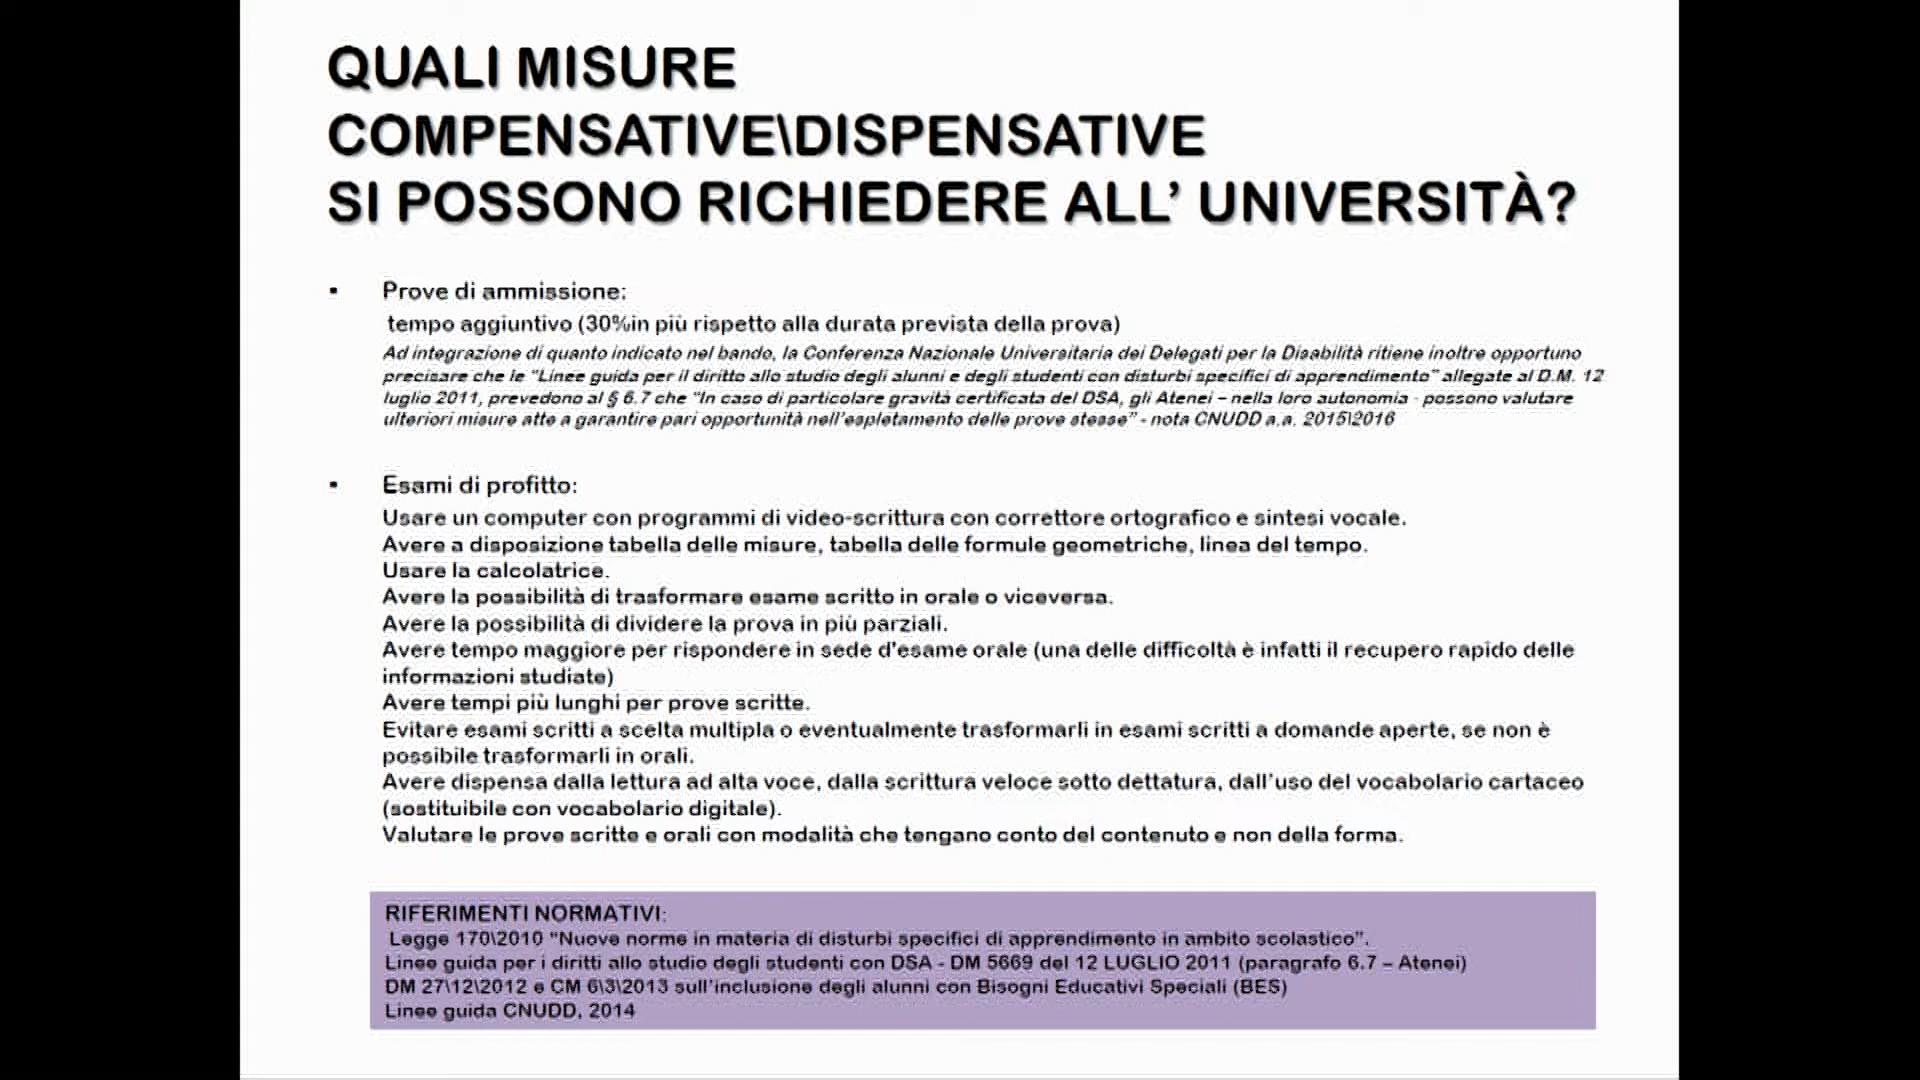 QUALI MISURE
COMPENSATIVE\DISPENSATIVE
SI POSSONO RICHIEDERE ALL’ UNIVERSITÀ?
▪ Prove di ammissione:
tempo aggiuntivo (30%in più rispetto alla durata prevista della prova)
Ad integrazione di quanto indicato nel bando, la Conferenza Nazionale Universitaria dei Delegati per la Disabilità ritiene inoltre opportuno
precisare che le "Linee guida per il diritto allo studio degli alunni e degli studenti con disturbi specifici di apprendimento" allegate al D.M. 12
luglio 2011, prevedono al § 6.7 che "In caso di particolare gravità certificata del DSA, gli Atenei – nella loro autonomia - possono valutare
ulteriori misure atte a garantire pari opportunità nell’espletamento delle prove stesse" - nota CNUDD a.a. 2015\2016
▪ Esami di profitto:
Usare un computer con programmi di video-scrittura con correttore ortografico e sintesi vocale.
Avere a disposizione tabella delle misure, tabella delle formule geometriche, linea del tempo.
Usare la calcolatrice.
Avere la possibilità di trasformare esame scritto in orale o viceversa.
Avere la possibilità di dividere la prova in più parziali.
Avere tempo maggiore per rispondere in sede d'esame orale (una delle difficoltà è infatti il recupero rapido delle
informazioni studiate)
Avere tempi più lunghi per prove scritte.
Evitare esami scritti a scelta multipla o eventualmente trasformarli in esami scritti a domande aperte, se non è
possibile trasformarli in orali.
Avere dispensa dalla lettura ad alta voce, dalla scrittura veloce sotto dettatura, dall’uso del vocabolario cartaceo
(sostituibile con vocabolario digitale).
Valutare le prove scritte e orali con modalità che tengano conto del contenuto e non della forma.
RIFERIMENTI NORMATIVI:
Legge 170\2010 "Nuove norme in materia di disturbi specifici di apprendimento in ambito scolastico".
Linee guida per i diritti allo studio degli studenti con DSA - DM 5669 del 12 LUGLIO 2011 (paragrafo 6.7 – Atenei)
DM 27\12\2012 e CM 6\3\2013 sull’inclusione degli alunni con Bisogni Educativi Speciali (BES)
Linee guida CNUDD, 2014